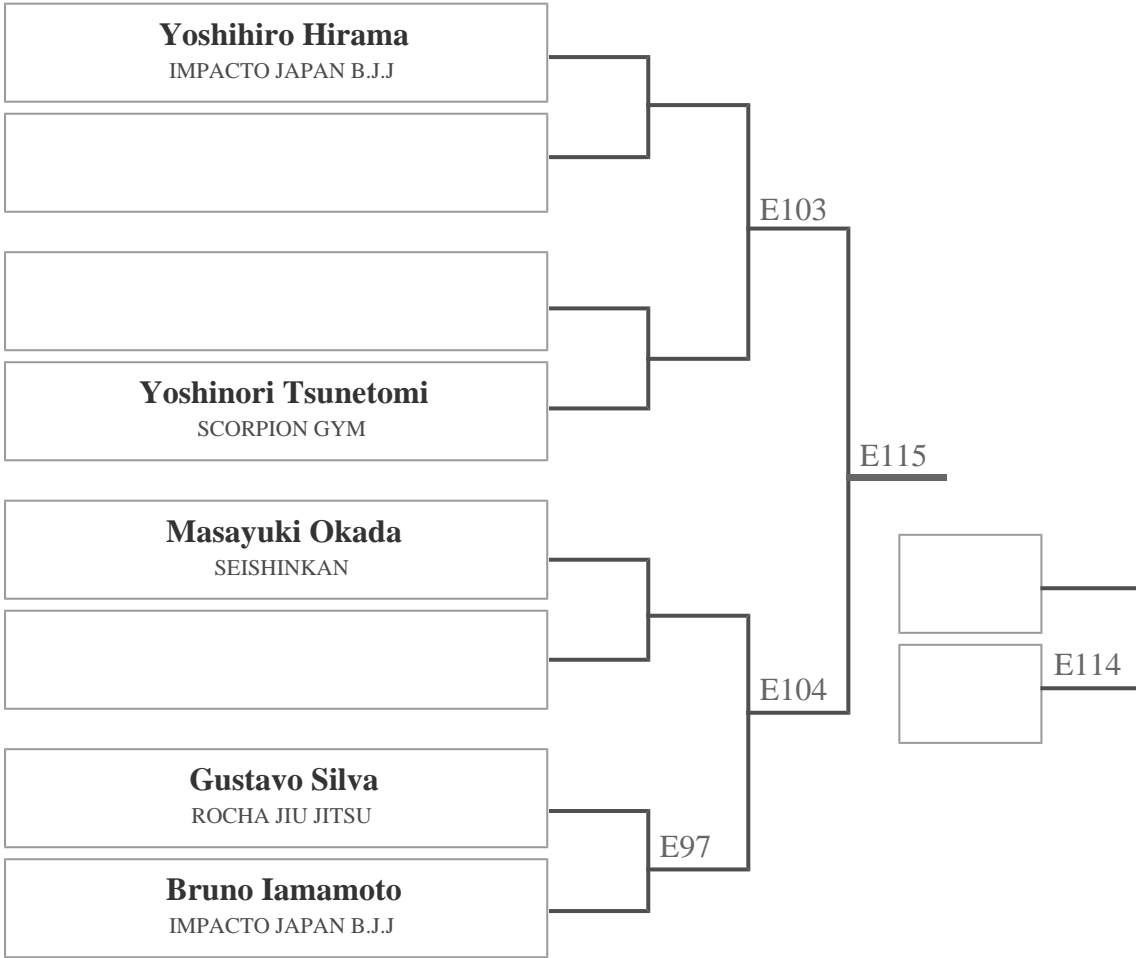 Yoshihiro Hirama
IMPACTO JAPAN B.J.J
E103
Yoshinori Tsunetomi
SCORPION GYM
E115
Masayuki Okada
SEISHINKAN
E114
E104
Gustavo Silva
ROCHA JIU JITSU
E97
Bruno Iamamoto
IMPACTO JAPAN B.J.J